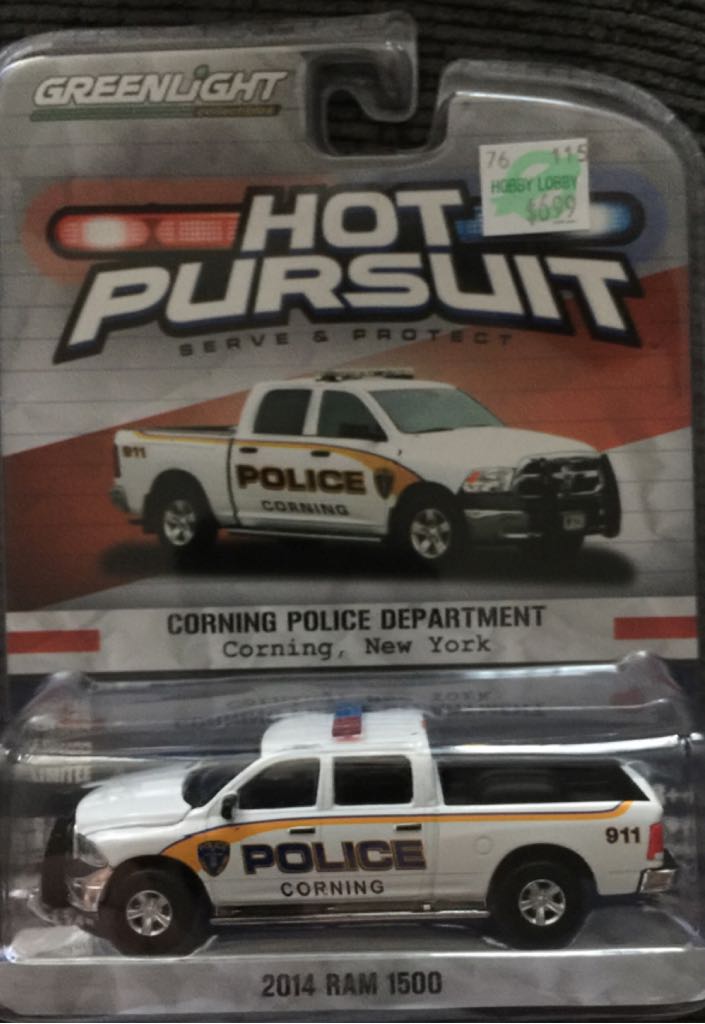 GREENLiGHT
76 115
HOBBY LOBBY
$6.99
HOT
PURSUIT
SERVE & PROTECT
911
POLICE
CORNING
CORNING POLICE DEPARTMENT
Corning, New York
911
POLICE
CORNING
2014 RAM 1500